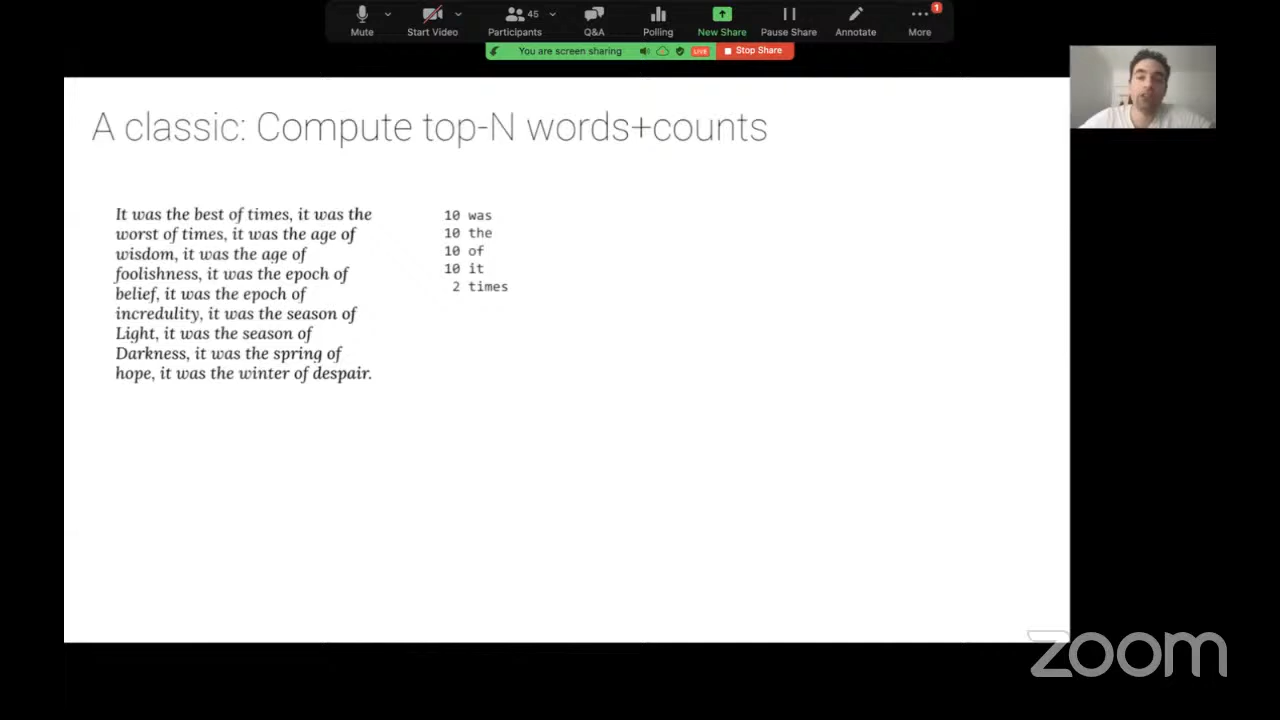 Mute
Start Video
45
Participants
Q&A
Polling
New Share
Pause Share
Annotate
1
More
You are screen sharing
LIVE
Stop Share
A classic: Compute top-N words+counts
It was the best of times, it was the
worst of times, it was the age of
wisdom, it was the age of
foolishness, it was the epoch of
belief, it was the epoch of
incredulity, it was the season of
Light, it was the season of
Darkness, it was the spring of
hope, it was the winter of despair.
10 was
10 the
10 of
10 it
2 times
zoom